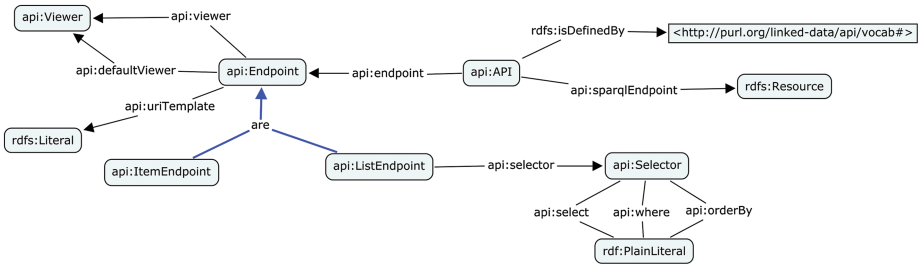 api:Viewer
api:viewer
rdfs:isDefinedBy
<http://purl.org/linked-data/api/vocab#>
api:defaultViewer
api:Endpoint
api:endpoint
api:API
api:sparqlEndpoint
rdfs:Resource
api:uriTemplate
rdfs:Literal
are
api:ItemEndpoint
api:ListEndpoint
api:selector
api:Selector
api:select
api:where
api:orderBy
rdf:PlainLiteral